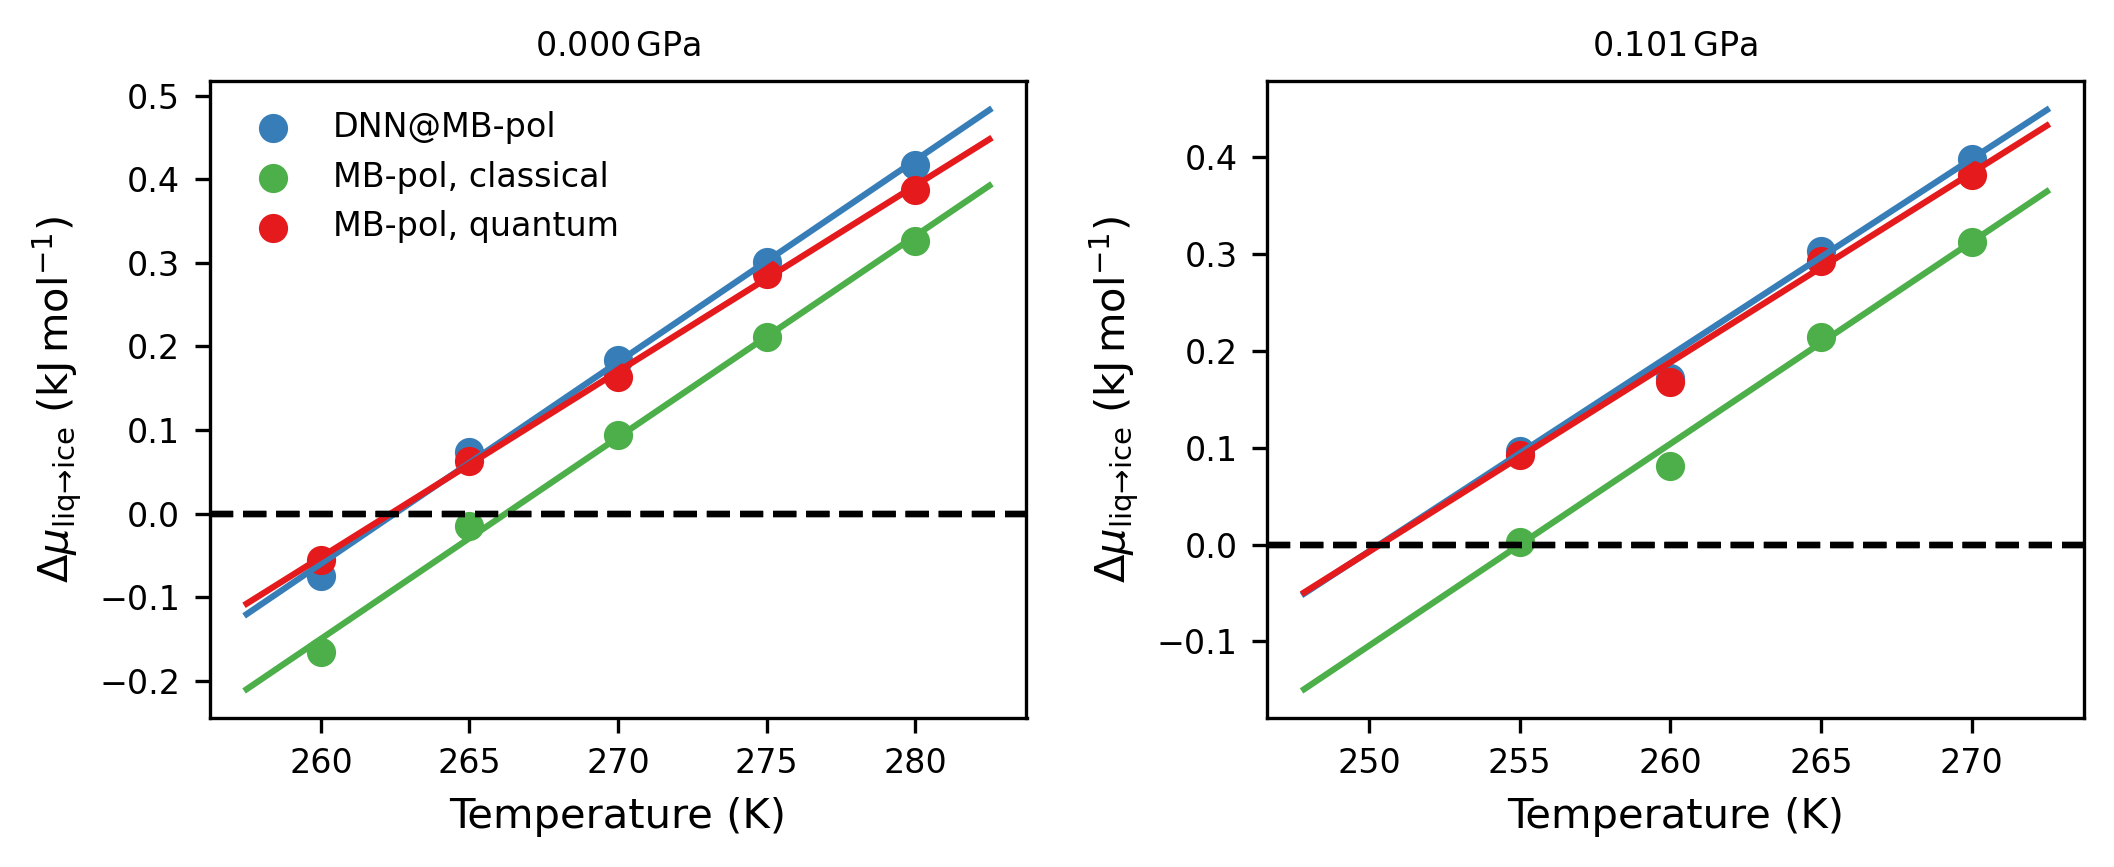 0.000 GPa
0.5
0.4
0.3
0.2
0.1
0.0
−0.1
−0.2
Δμliq→ice (kJ mol−1)
DNN@MB-pol
MB-pol, classical
MB-pol, quantum
260 265 270 275 280
Temperature (K)
0.101 GPa
0.4
0.3
0.2
0.1
0.0
−0.1
Δμliq→ice (kJ mol−1)
250 255 260 265 270
Temperature (K)